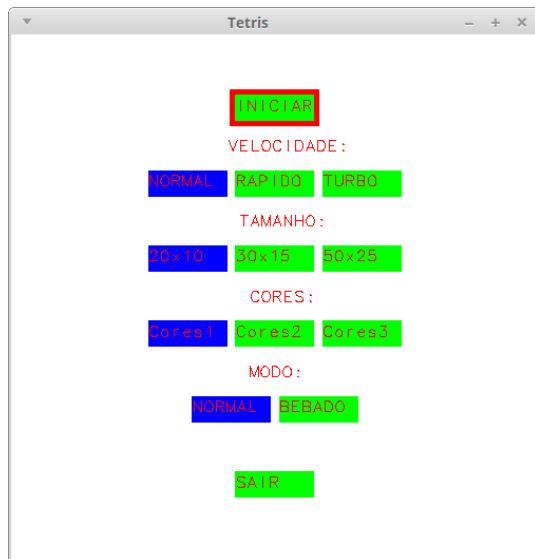 Tetris
INICIAR
VELOCIDADE:
NORMAL RAPIDO TURBO
TAMANHO:
20x10 30x15 50x25
CORES:
Cores1 Cores2 Cores3
MODO:
NORMAL BEBADO
SAIR